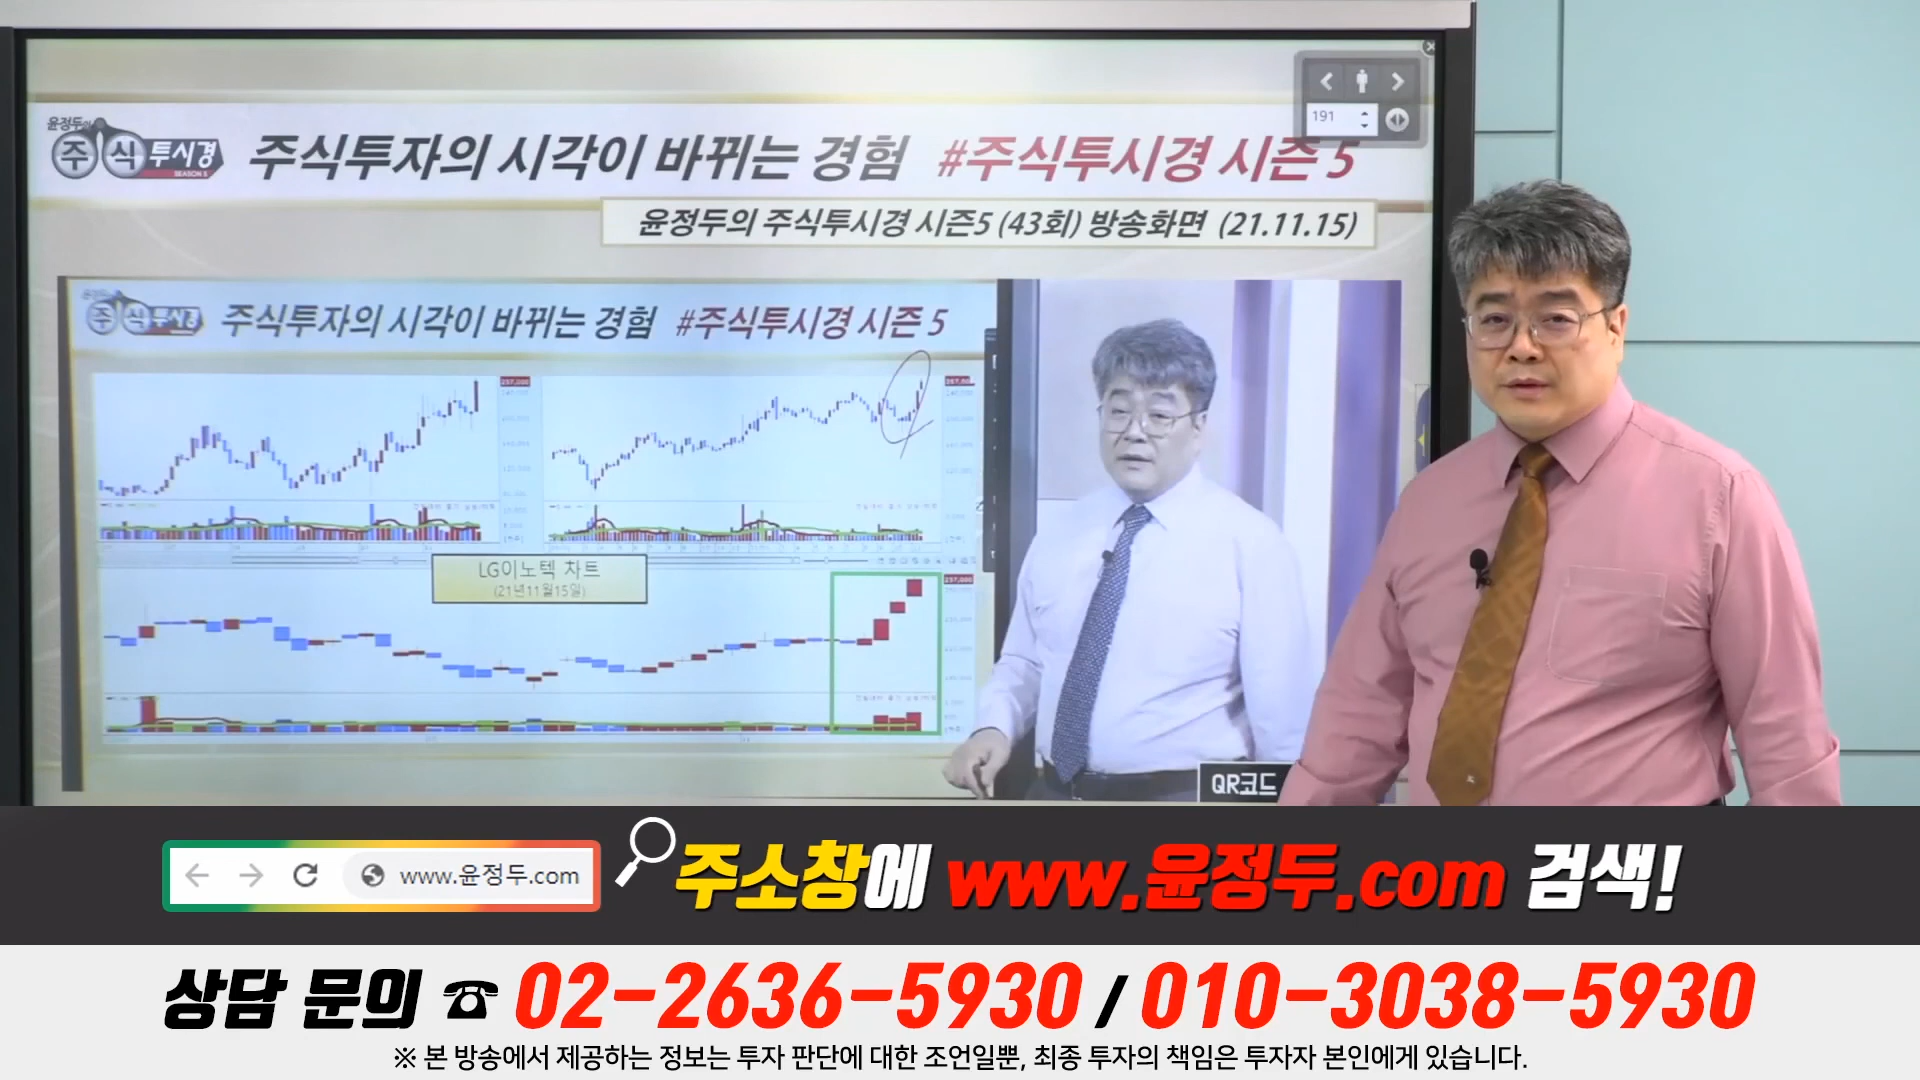 191
윤정두의
주식투시경
SEASON 5
주식투자의 시각이 바뀌는 경험 #주식투시경 시즌 5
윤정두의 주식투시경 시즌5 (43회) 방송화면 (21.11.15)
주식투시경
주식투자의 시각이 바뀌는 경험 #주식투시경 시즌 5
257,000
LG이노텍 차트
(21년11월15일)
257,000
QR코드
www.윤정두.com
주소창에 www.윤정두.com 검색!
상담 문의 ☎ 02-2636-5930 / 010-3038-5930
※ 본 방송에서 제공하는 정보는 투자 판단에 대한 조언일뿐, 최종 투자의 책임은 투자자 본인에게 있습니다.